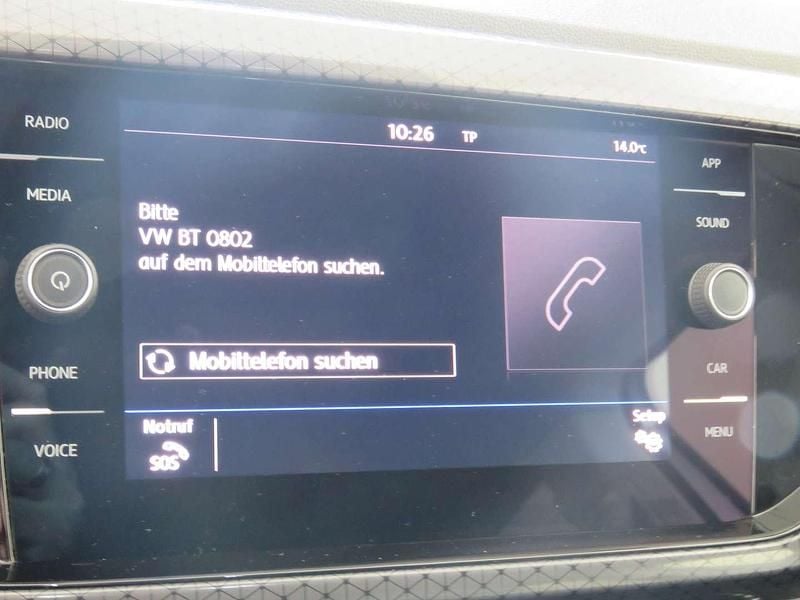 RADIO
MEDIA
PHONE
VOICE
10:26 TP 14.0°C
Bitte
VW BT 0802
auf dem Mobiltelefon suchen.
Mobiltelefon suchen
Notruf
SOS
Setup
APP
SOUND
CAR
MENU